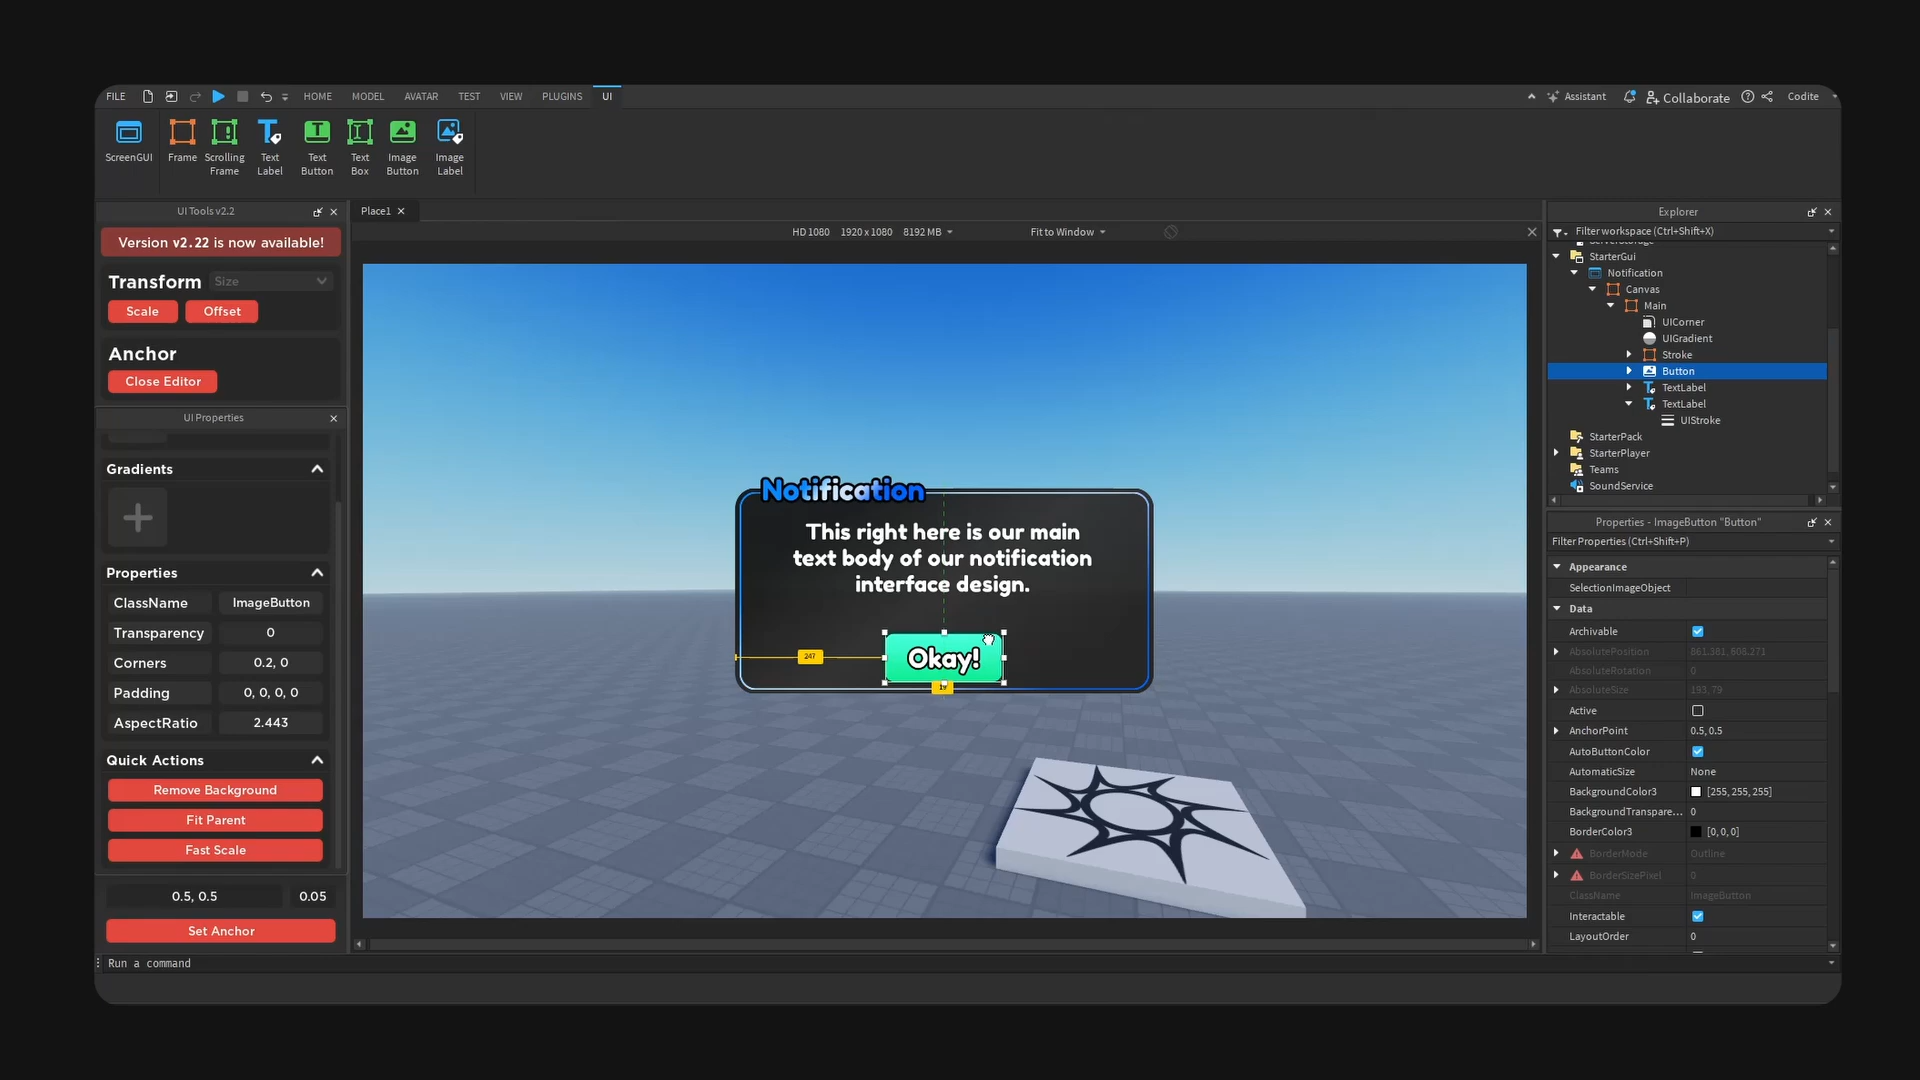 FILE
HOME
MODEL
AVATAR
TEST
VIEW
PLUGINS
UI
Assistant
Collaborate
Codite
ScreenGUI
Frame
Scrolling
Frame
Text
Label
Text
Button
Text
Box
Image
Button
Image
Label
UI Tools v2.2
Version v2.22 is now available!
Transform
Size
Scale
Offset
Anchor
Close Editor
UI Properties
Gradients
Properties
ClassName
ImageButton
Transparency
0
Corners
0.2, 0
Padding
0, 0, 0, 0
AspectRatio
2.443
Quick Actions
Remove Background
Fit Parent
Fast Scale
0.5, 0.5
0.05
Set Anchor
Run a command
Place1
HD 1080
1920 x 1080
8192 MB
Fit to Window
Notification
This right here is our main
text body of our notification
interface design.
247
Okay!
Explorer
Filter workspace (Ctrl+Shift+X)
ServerStorage
StarterGui
Notification
Canvas
Main
UICorner
UIGradient
Stroke
Button
TextLabel
TextLabel
UIStroke
StarterPack
StarterPlayer
Teams
SoundService
Properties - ImageButton "Button"
Filter Properties (Ctrl+Shift+P)
Appearance
SelectionImageObject
Data
Archivable
AbsolutePosition
861.381, 808.271
AbsoluteRotation
0
AbsoluteSize
193, 79
Active
AnchorPoint
0.5, 0.5
AutoButtonColor
AutomaticSize
None
BackgroundColor3
[255, 255, 255]
BackgroundTranspare...
0
BorderColor3
[0, 0, 0]
BorderMode
Outline
BorderSizePixel
0
ClassName
ImageButton
Interactable
LayoutOrder
0